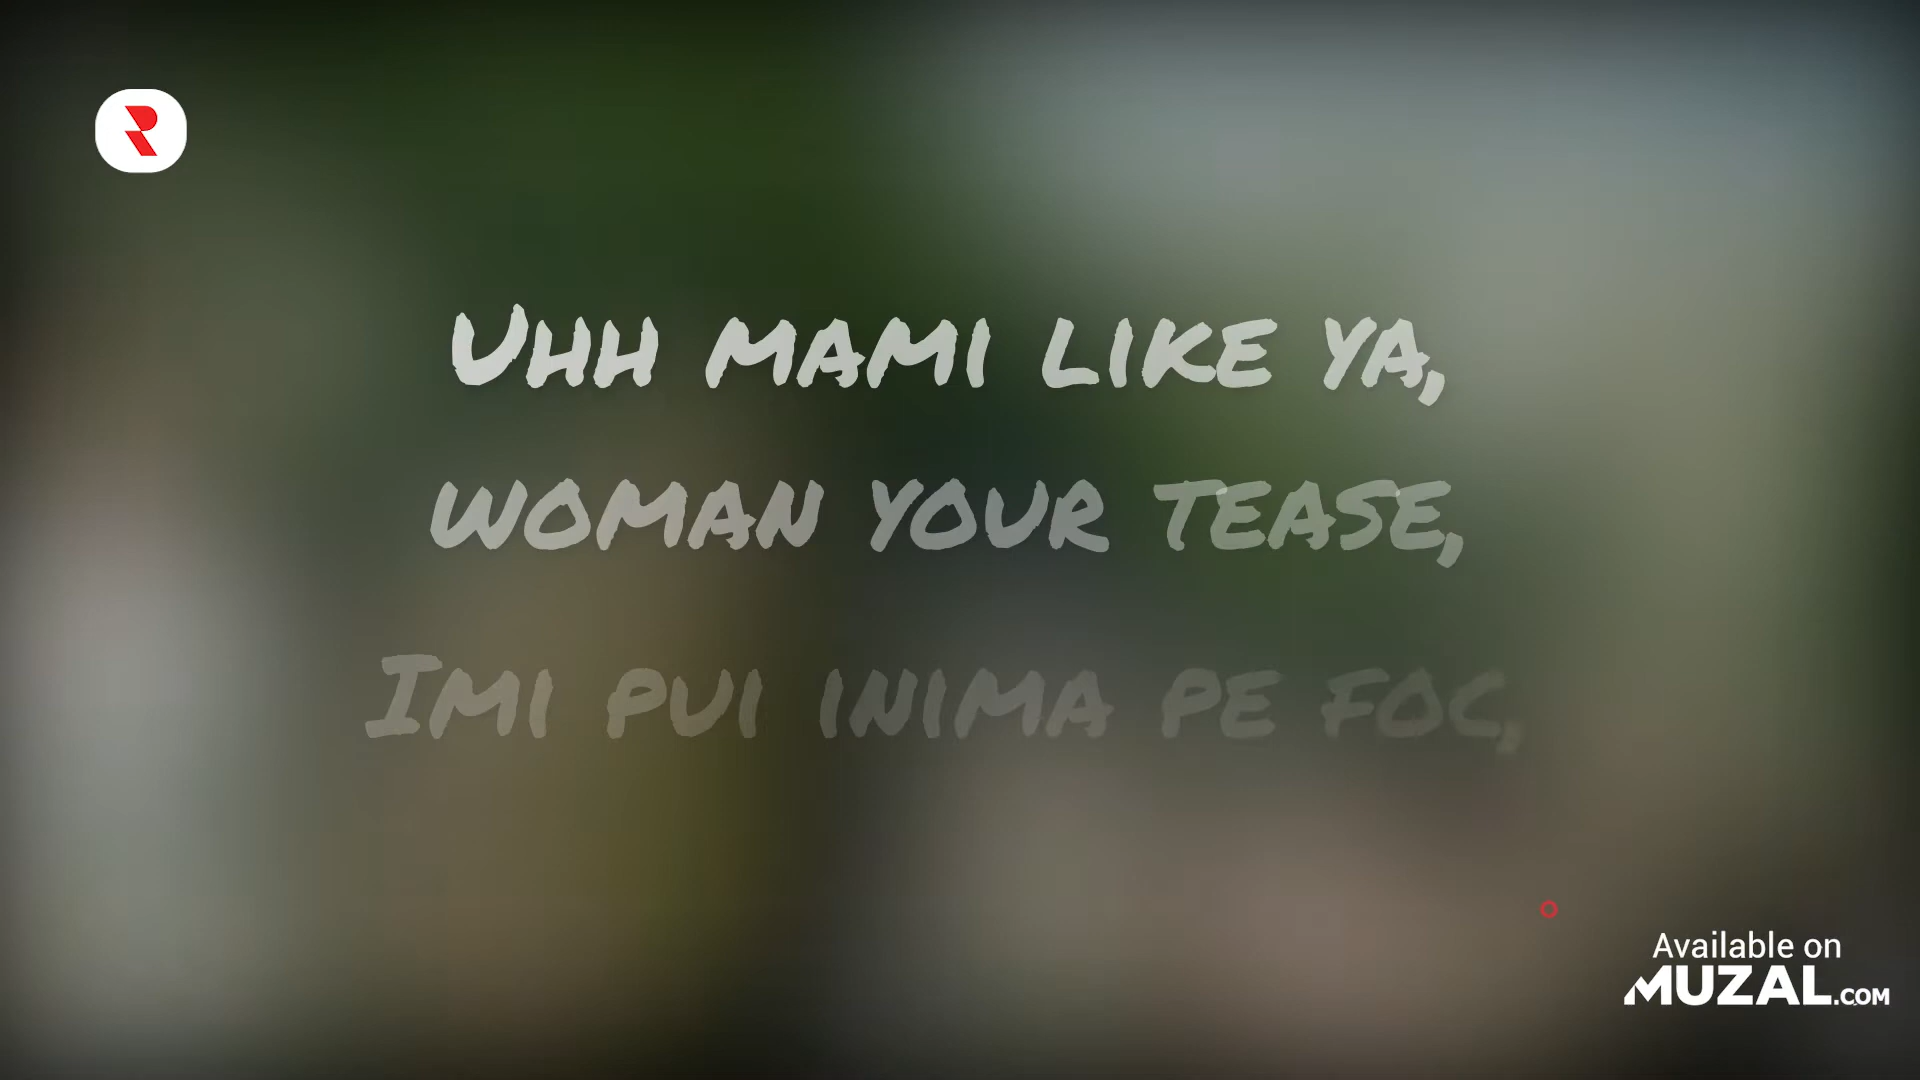 Uhh mami like ya,
woman your tease,
Imi pui inima pe foc,
Available on
MUZAL.COM